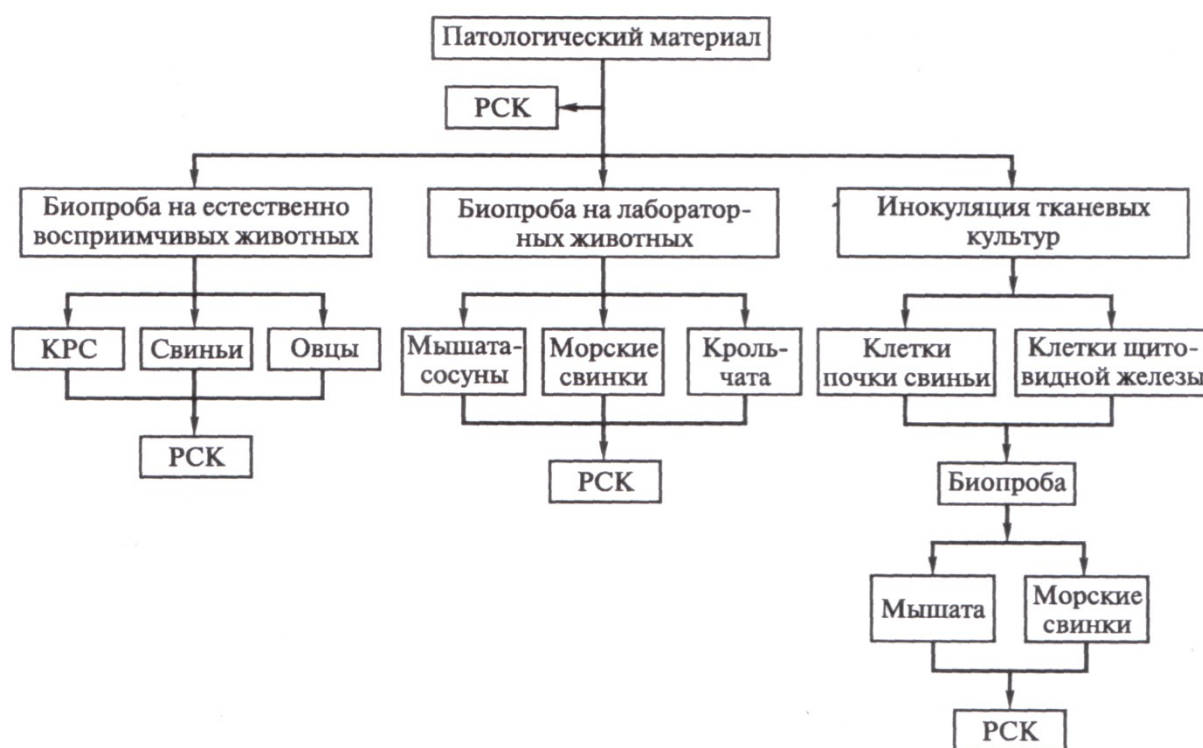 Патологический материал
РСК
Биопроба на естественно
восприимчивых животных
Биопроба на лаборатор-
ных животных
Инокуляция тканевых
культур
КРС
Свиньи
Овцы
Мышата-
сосуны
Морские
свинки
Кроль-
чата
Клетки
почки свиньи
Клетки щито-
видной железы
РСК
РСК
Биопроба
Мышата
Морские
свинки
РСК